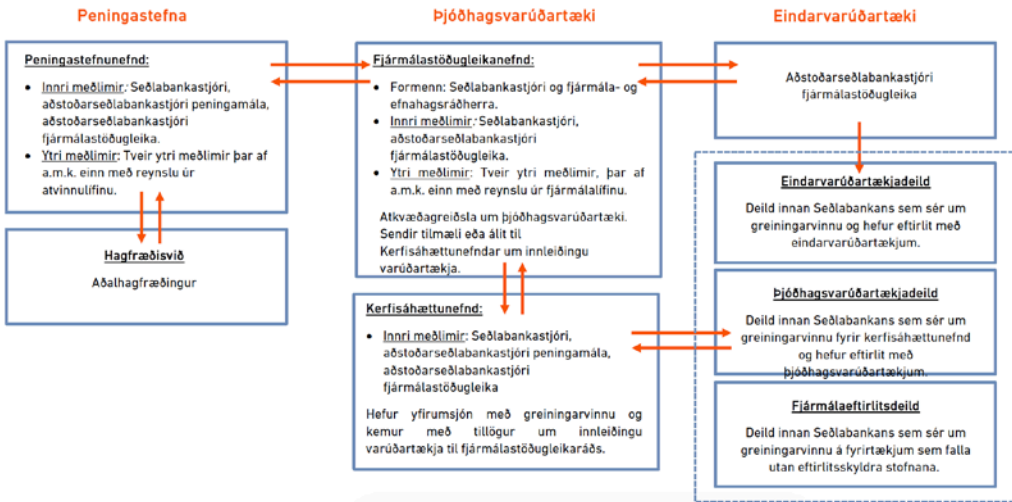 Peningastefna
Þjóðhagsvarúðartæki
Eindarvarúðartæki
Peningastefnunefnd:
• Innri meðlimir: Seðlabankastjóri,
aðstoðarseðlabankastjóri peningamála,
aðstoðarseðlabankastjóri
fjármálastöðugleika.
• Ytri meðlimir: Tveir ytri meðlimir þar af
a.m.k. einn með reynslu úr
atvinnulífinu.
Hagfræðisvið
Aðalhagfræðingur
Fjármálastöðugleikanefnd:
• Formenn: Seðlabankastjóri og fjármála- og
efnahagsráðherra.
• Innri meðlimir: Seðlabankastjóri,
aðstoðarseðlabankastjóri
fjármálastöðugleika.
• Ytri meðlimir: Tveir ytri meðlimir, þar af
a.m.k. einn með reynslu úr fjármálalífinu.
Atkvæðagreiðsla um þjóðhagsvarúðartæki.
Sendir tilmæli eða álit til
Kerfisáhættunefndar um innleiðingu
varúðartækja.
Kerfisáhættunefnd:
• Innri meðlimir: Seðlabankastjóri,
aðstoðarseðlabankastjóri peningamála,
aðstoðarseðlabankastjóri
fjármálastöðugleika
Hefur yfirumsjón með greiningarvinnu og
kemur með tillögur um innleiðingu
varúðartækja til fjármálastöðugleikaráðs.
Aðstoðarseðlabankastjóri
fjármálastöðugleika
Eindarvarúðartækjadeild
Deild innan Seðlabankans sem sér um
greiningarvinnu og hefur eftirlit með
eindarvarúðartækjum.
Þjóðhagsvarúðartækjadeild
Deild innan Seðlabankans sem sér um
greiningarvinnu fyrir kerfisáhættunefnd
og hefur eftirlit með
þjóðhagsvarúðartækjum.
Fjármálaeftirlitsdeild
Deild innan Seðlabankans sem sér um
greiningarvinnu á fyrirtækjum sem falla
utan eftirlitsskyldra stofnana.